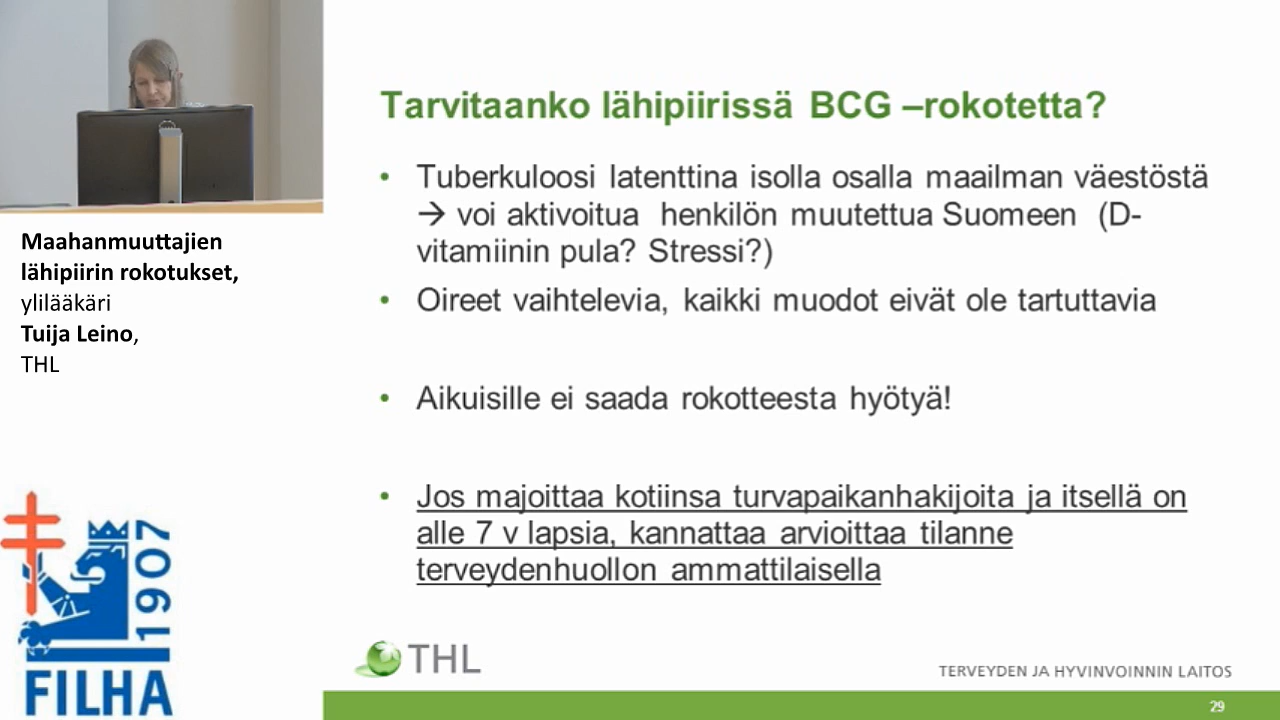 Maahanmuuttajien
lähipiirin rokotukset,
ylilääkäri
Tuija Leino,
THL
1907
FILHA
Tarvitaanko lähipiirissä BCG –rokotetta?
• Tuberkuloosi latenttina isolla osalla maailman väestöstä
→ voi aktivoitua henkilön muutettua Suomeen (D-
vitamiinin pula? Stressi?)
• Oireet vaihtelevia, kaikki muodot eivät ole tartuttavia
• Aikuisille ei saada rokotteesta hyötyä!
• Jos majoittaa kotiinsa turvapaikanhakijoita ja itsellä on
alle 7 v lapsia, kannattaa arvioittaa tilanne
terveydenhuollon ammattilaisella
THL
TERVEYDEN JA HYVINVOINNIN LAITOS
29